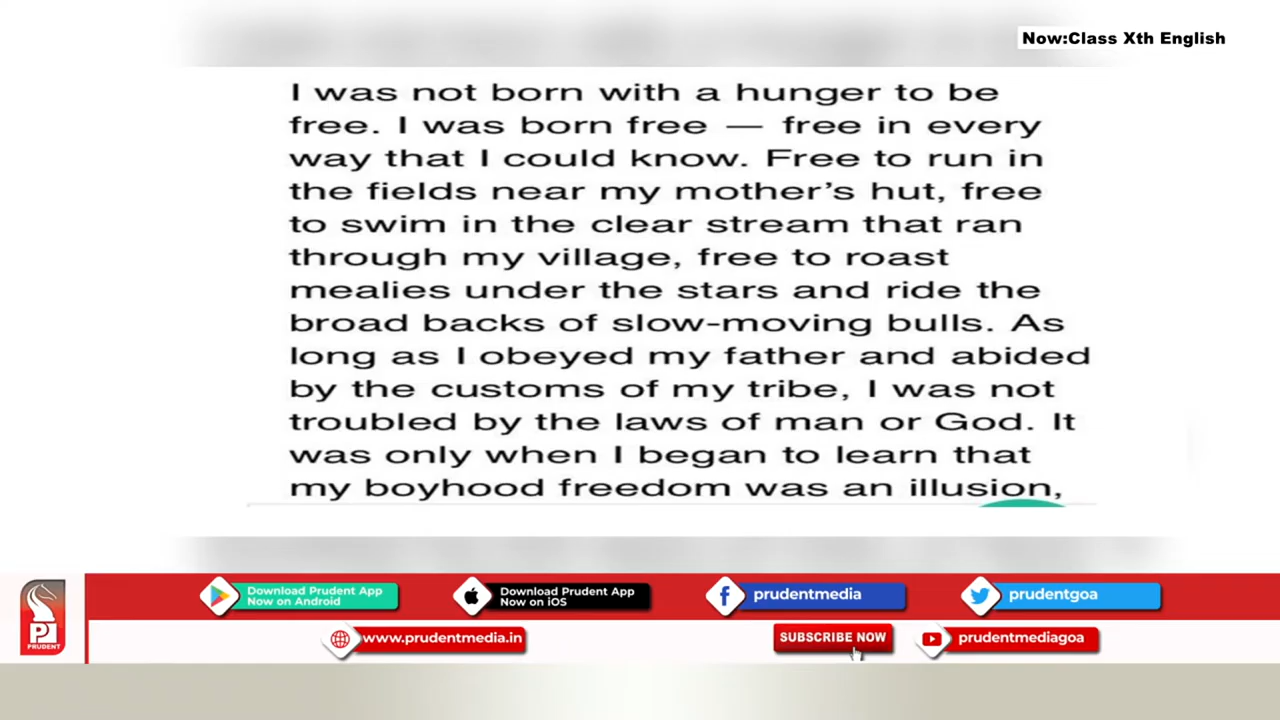 Now:Class Xth English
I was not born with a hunger to be
free. I was born free — free in every
way that I could know. Free to run in
the fields near my mother’s hut, free
to swim in the clear stream that ran
through my village, free to roast
mealies under the stars and ride the
broad backs of slow-moving bulls. As
long as I obeyed my father and abided
by the customs of my tribe, I was not
troubled by the laws of man or God. It
was only when I began to learn that
my boyhood freedom was an illusion,
Download Prudent App
Now on Android
Download Prudent App
Now on iOS
prudentmedia
prudentgoa
PRUDENT
www.prudentmedia.in
SUBSCRIBE NOW
prudentmediagoa